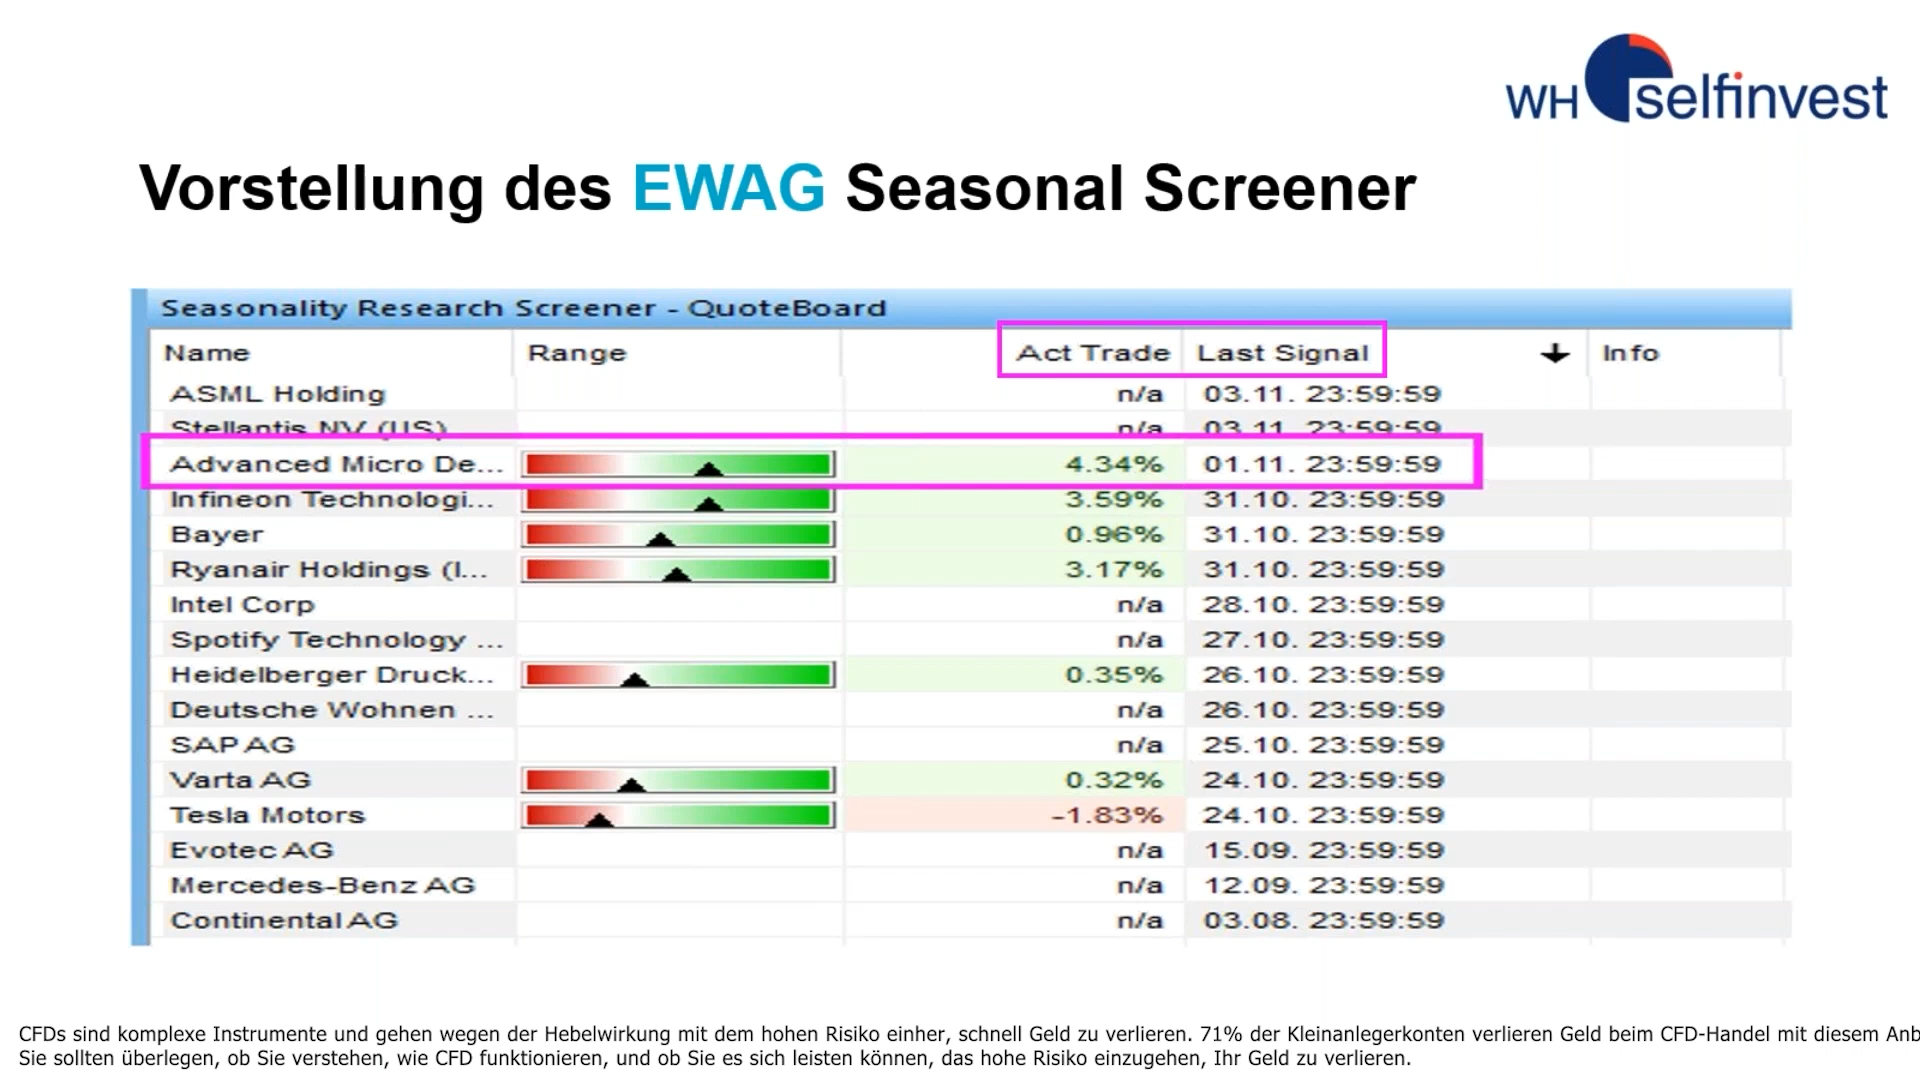 WH selfinvest
Vorstellung des EWAG Seasonal Screener
Seasonality Research Screener - QuoteBoard
Name Range Act Trade Last Signal Info
ASML Holding n/a 03.11. 23:59:59
Stellantis NV (US) n/a 03.11. 23:59:59
Advanced Micro De... 4.34% 01.11. 23:59:59
Infineon Technologi... 3.59% 31.10. 23:59:59
Bayer 0.96% 31.10. 23:59:59
Ryanair Holdings (I... 3.17% 31.10. 23:59:59
Intel Corp n/a 28.10. 23:59:59
Spotify Technology ... n/a 27.10. 23:59:59
Heidelberger Druck... 0.35% 26.10. 23:59:59
Deutsche Wohnen ... n/a 26.10. 23:59:59
SAP AG n/a 25.10. 23:59:59
Varta AG 0.32% 24.10. 23:59:59
Tesla Motors -1.83% 24.10. 23:59:59
Evotec AG n/a 15.09. 23:59:59
Mercedes-Benz AG n/a 12.09. 23:59:59
Continental AG n/a 03.08. 23:59:59
CFDs sind komplexe Instrumente und gehen wegen der Hebelwirkung mit dem hohen Risiko einher, schnell Geld zu verlieren. 71% der Kleinanlegerkonten verlieren Geld beim CFD-Handel mit diesem Anb
Sie sollten überlegen, ob Sie verstehen, wie CFD funktionieren, und ob Sie es sich leisten können, das hohe Risiko einzugehen, Ihr Geld zu verlieren.